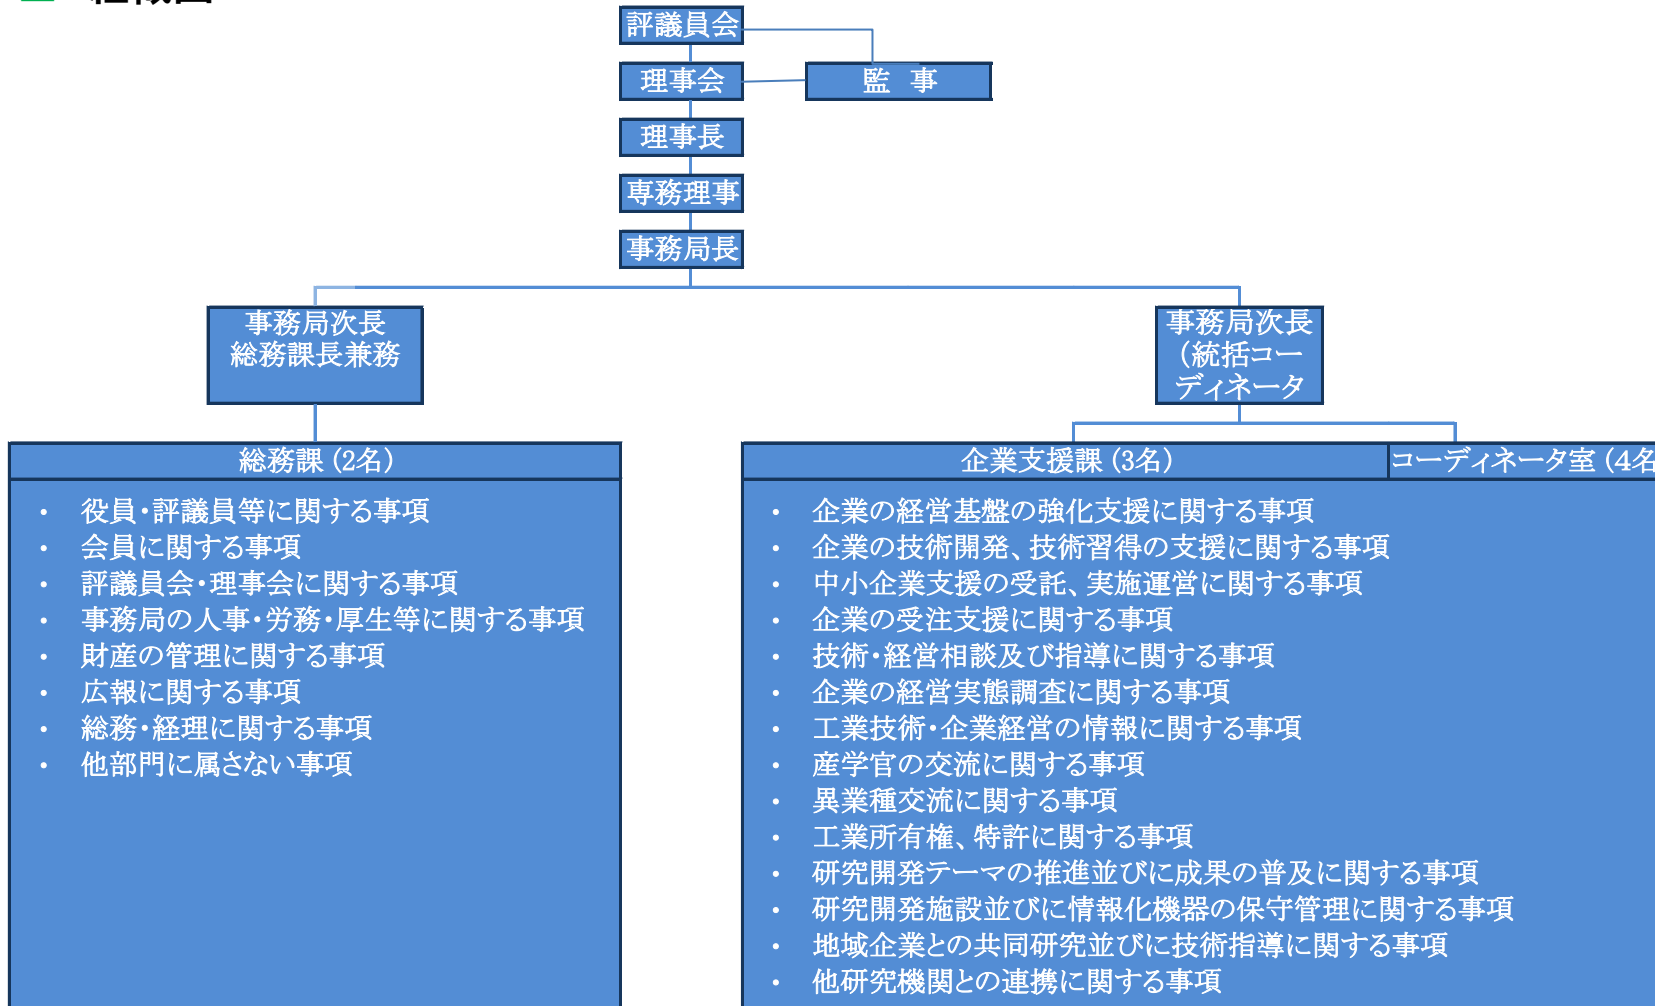 組織図
評議員会
理事会
監　事
理事長
専務理事
事務局長
事務局次長
総務課長兼務
事務局次長
（統括コー
ディネータ
総務課（2名）
・ 役員・評議員等に関する事項
・ 会員に関する事項
・ 評議員会・理事会に関する事項
・ 事務局の人事・労務・厚生等に関する事項
・ 財産の管理に関する事項
・ 広報に関する事項
・ 総務・経理に関する事項
・ 他部門に属さない事項
企業支援課（3名）
コーディネータ室（4名
・ 企業の経営基盤の強化支援に関する事項
・ 企業の技術開発、技術習得の支援に関する事項
・ 中小企業支援の受託、実施運営に関する事項
・ 企業の受注支援に関する事項
・ 技術・経営相談及び指導に関する事項
・ 企業の経営実態調査に関する事項
・ 工業技術・企業経営の情報に関する事項
・ 産学官の交流に関する事項
・ 異業種交流に関する事項
・ 工業所有権、特許に関する事項
・ 研究開発テーマの推進並びに成果の普及に関する事項
・ 研究開発施設並びに情報化機器の保守管理に関する事項
・ 地域企業との共同研究並びに技術指導に関する事項
・ 他研究機関との連携に関する事項